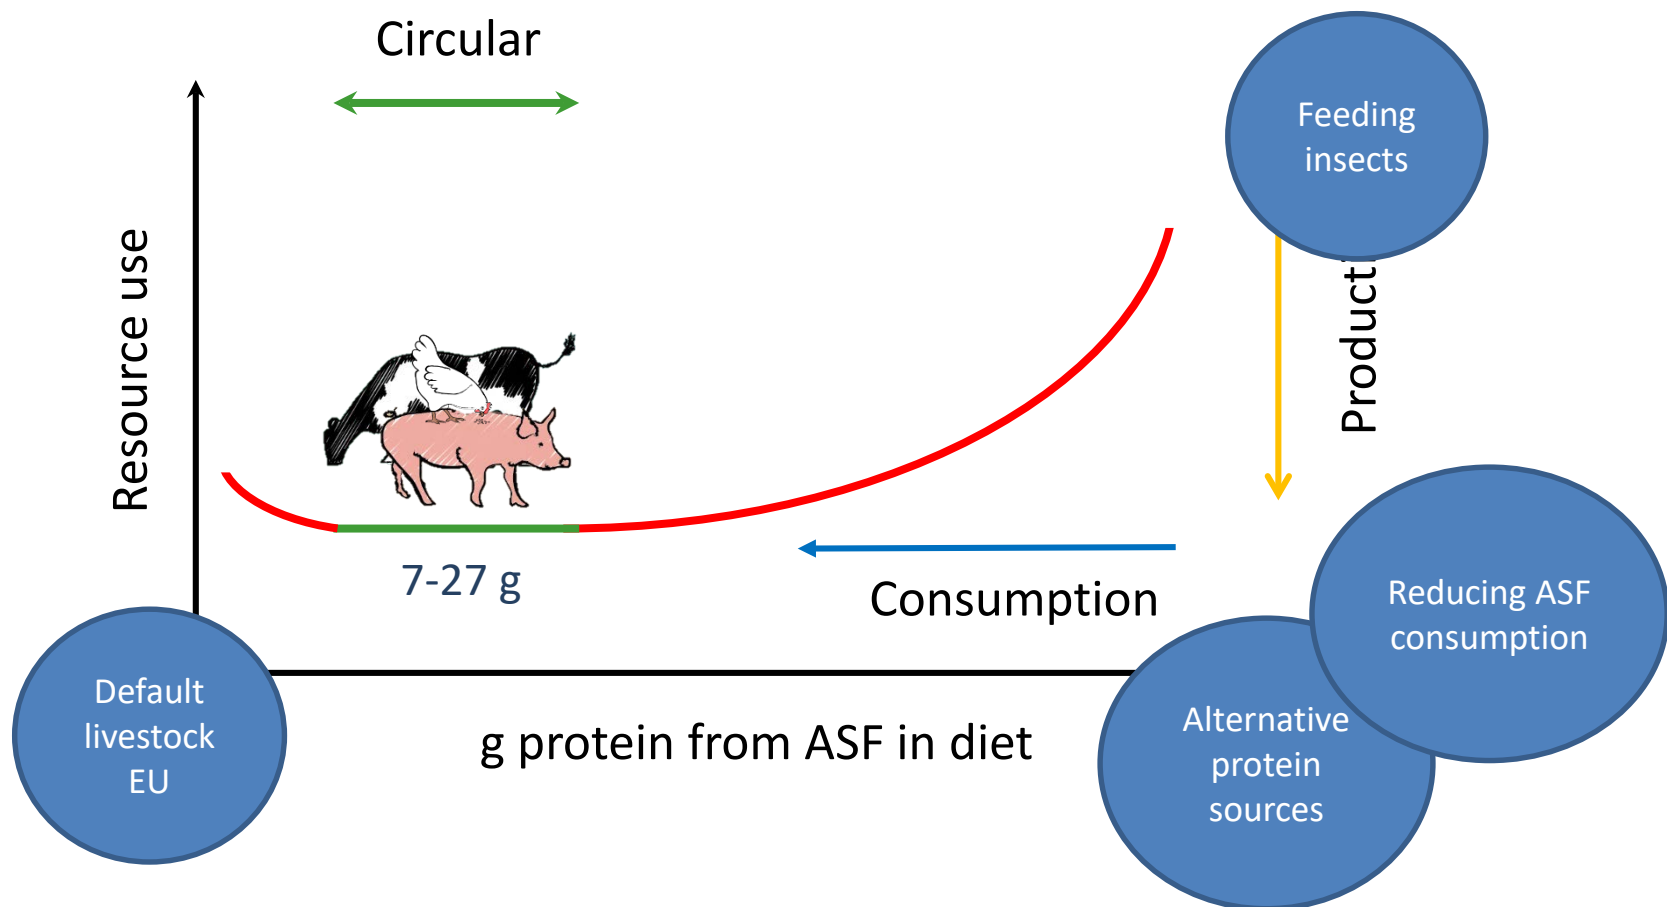 Circular
Feeding
insects
Resource use
Producti
7-27 g
Consumption
Reducing ASF
consumption
Default
livestock
EU
g protein from ASF in diet
Alternative
protein
sources